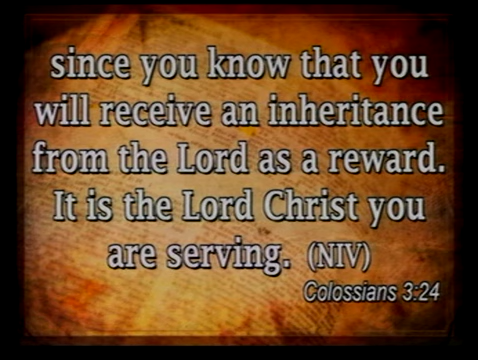 since you know that you
will receive an inheritance
from the Lord as a reward.
It is the Lord Christ you
are serving. (NIV)
Colossians 3:24